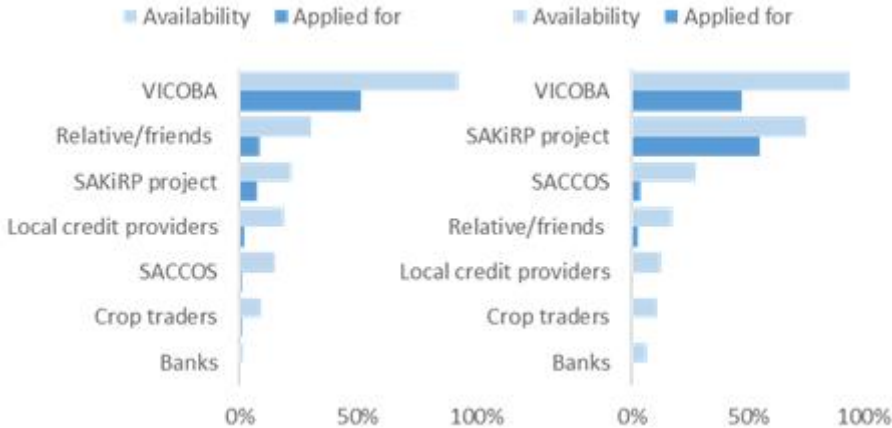 Availability Applied for
VICOBA
Relative/friends
SAKiRP project
Local credit providers
SACCOS
Crop traders
Banks
0% 50% 100%
Availability Applied for
VICOBA
SAKiRP project
SACCOS
Relative/friends
Local credit providers
Crop traders
Banks
0% 50% 100%